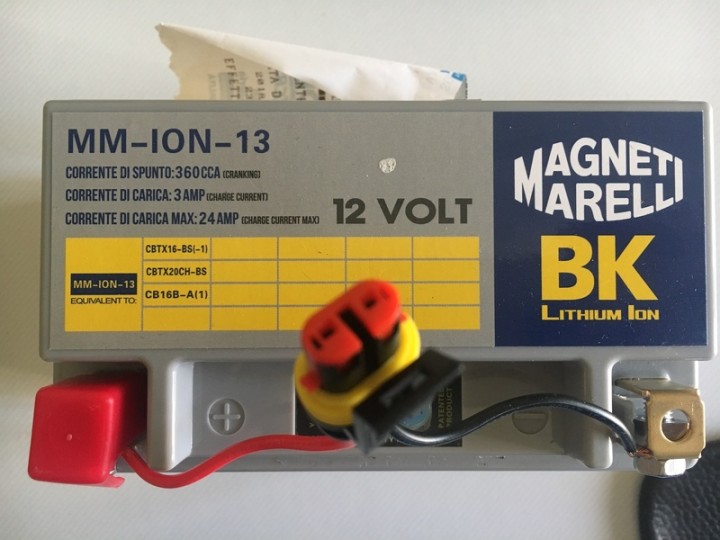 MM-ION-13
CORRENTE DI SPUNTO: 360 CCA (CRANKING)
CORRENTE DI CARICA: 3 AMP (CHARGE CURRENT)
CORRENTE DI CARICA MAX: 24 AMP (CHARGE CURRENT MAX)
12 VOLT
MM-ION-13
EQUIVALENT TO:
CBTX16-BS(-1)
CBTX20CH-BS
CB16B-A(1)
MAGNETI
MARELLI
BK
LITHIUM ION
PATENTED
PRODUCT